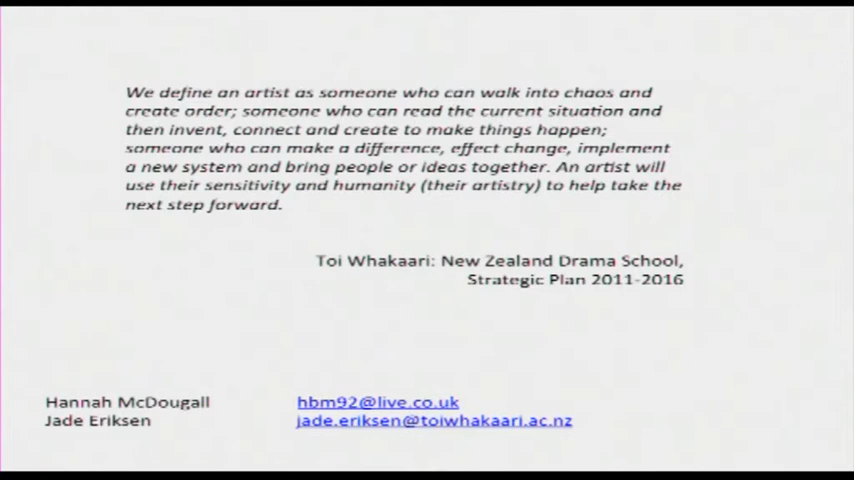 We define an artist as someone who can walk into chaos and
create order; someone who can read the current situation and
then invent, connect and create to make things happen;
someone who can make a difference, effect change, implement
a new system and bring people or ideas together. An artist will
use their sensitivity and humanity (their artistry) to help take the
next step forward.
Toi Whakaari: New Zealand Drama School,
Strategic Plan 2011-2016
Hannah McDougall hbm92@live.co.uk
Jade Eriksen jade.eriksen@toiwhakaari.ac.nz